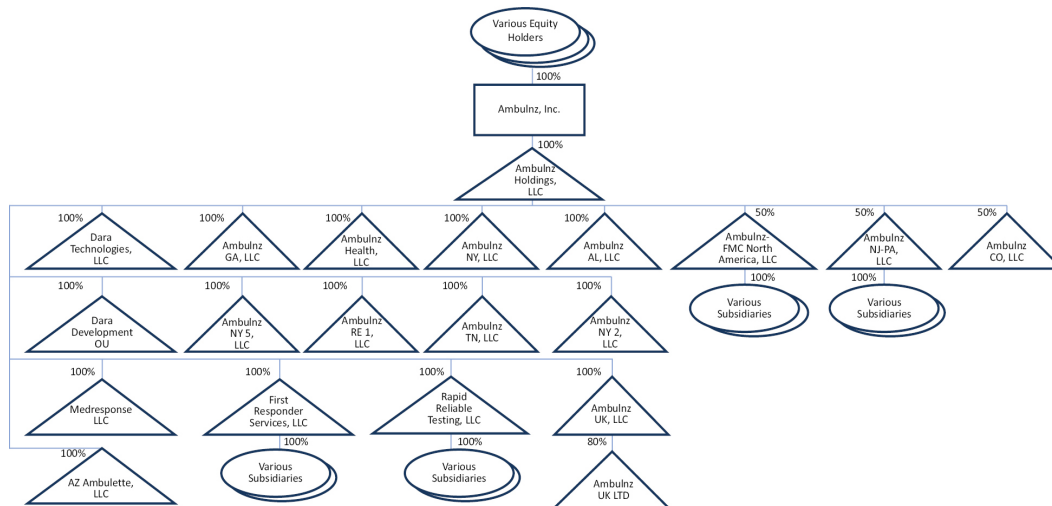 Various Equity
Holders
100%
Ambulnz, Inc.
100%
Ambulnz
Holdings,
LLC
100%
100%
100%
100%
100%
50%
50%
50%
Dara
Technologies,
LLC
Ambulnz
GA, LLC
Ambulnz
Health,
LLC
Ambulnz
NY, LLC
Ambulnz
AL, LLC
Ambulnz-
FMC North
America, LLC
Ambulnz
NJ-PA,
LLC
Ambulnz
CO, LLC
100%
100%
100%
100%
100%
100%
100%
Dara
Development
OU
Ambulnz
NY 5,
LLC
Ambulnz
RE 1,
LLC
Ambulnz
TN, LLC
Ambulnz
NY 2,
LLC
Various
Subsidiaries
Various
Subsidiaries
100%
100%
100%
100%
Medresponse
LLC
First
Responder
Services, LLC
Rapid
Reliable
Testing, LLC
Ambulnz
UK, LLC
100%
100%
100%
80%
AZ Ambulette,
LLC
Various
Subsidiaries
Various
Subsidiaries
Ambulnz
UK LTD